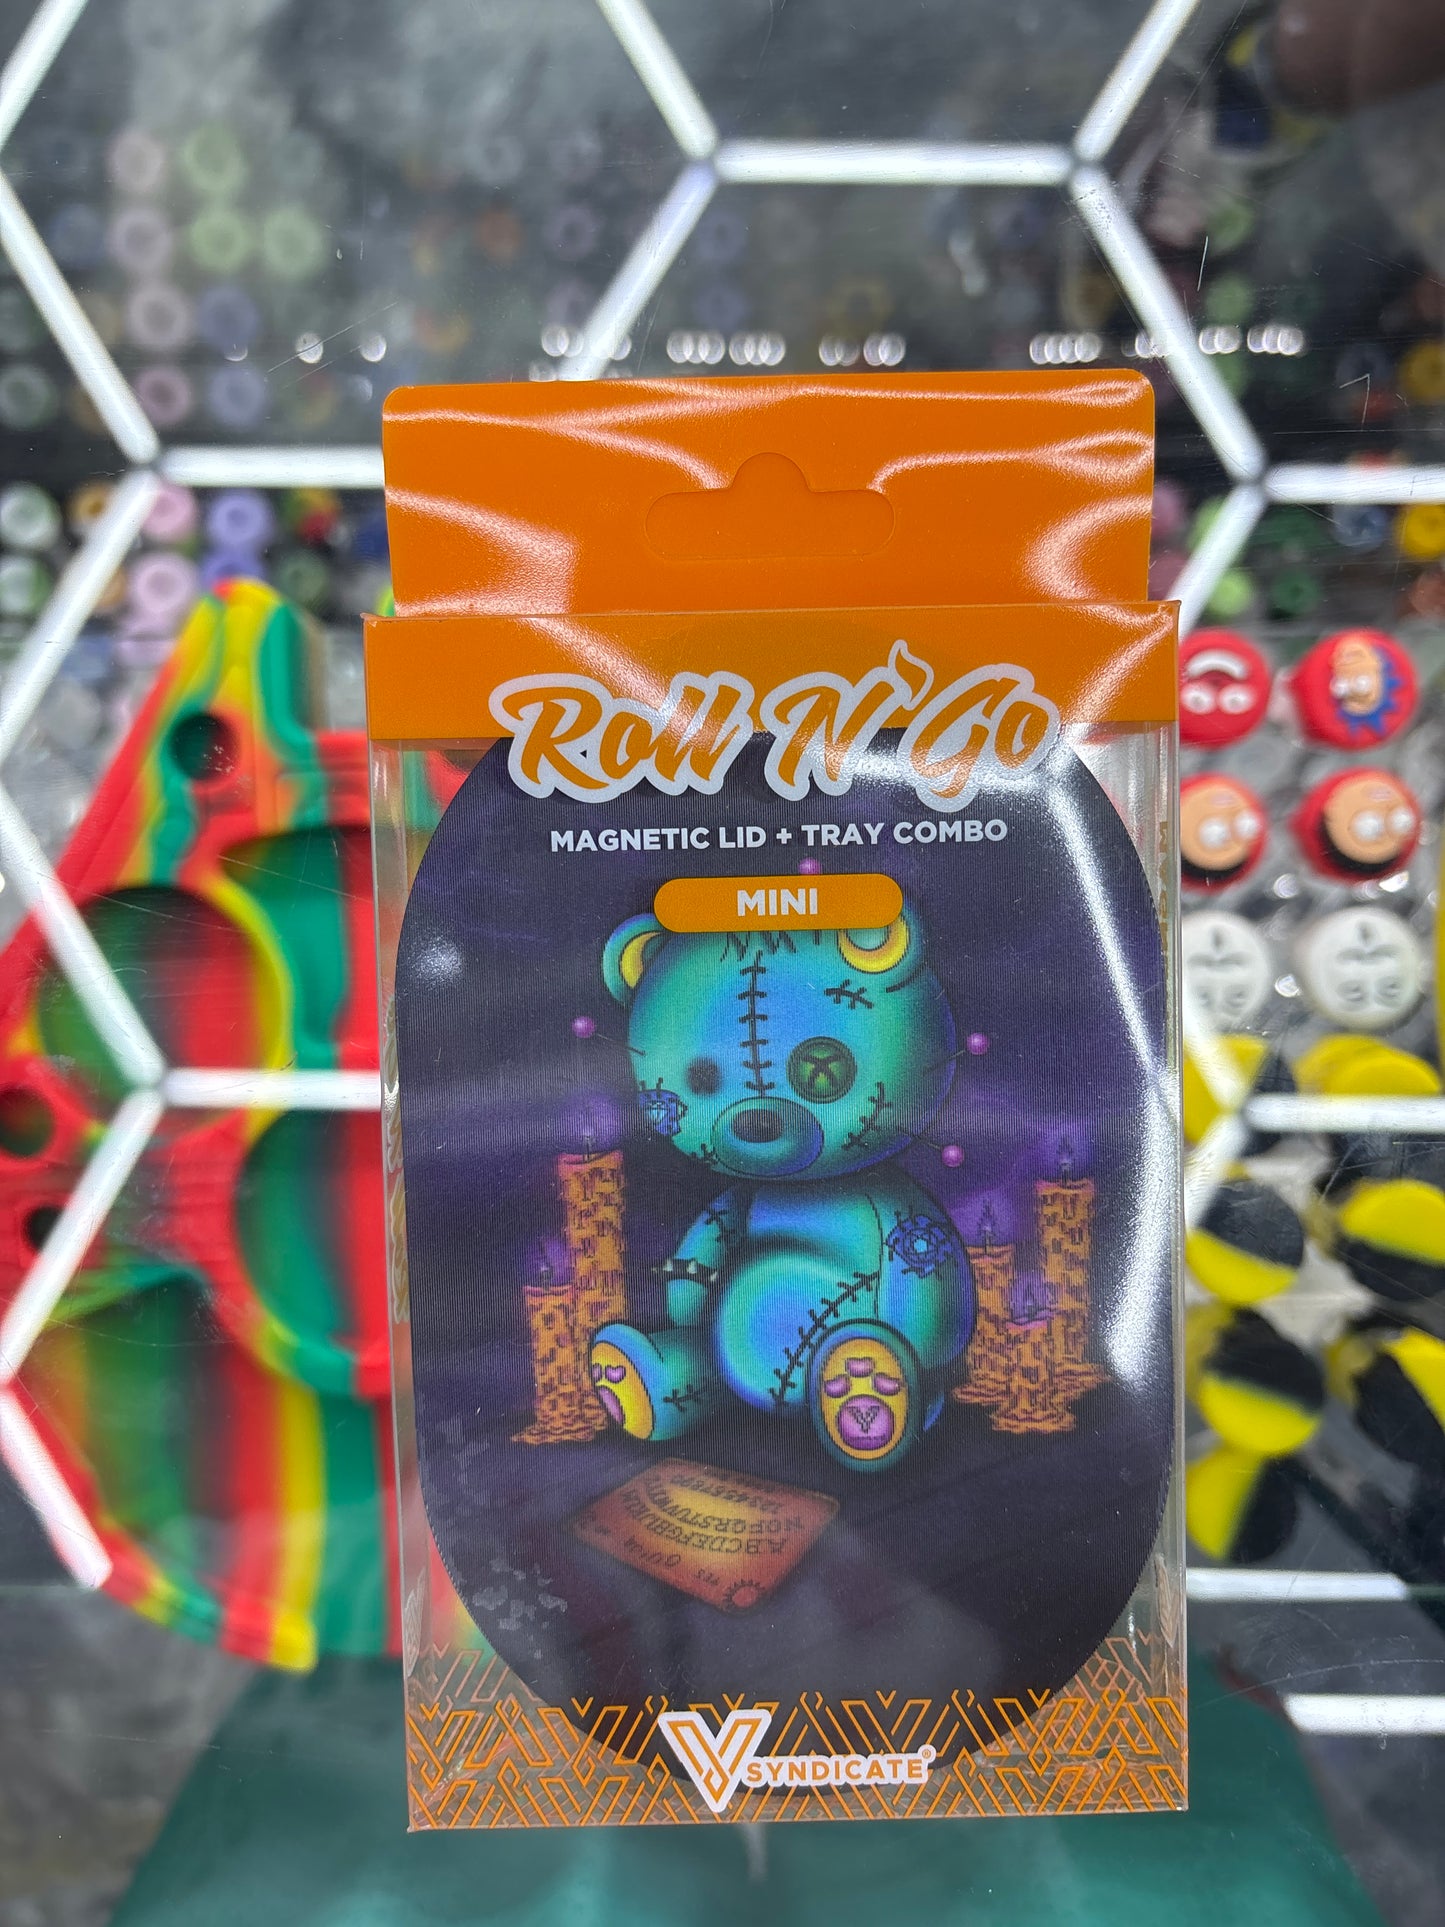 Roll N' Go
MAGNETIC LID + TRAY COMBO
MINI
V SYNDICATE®